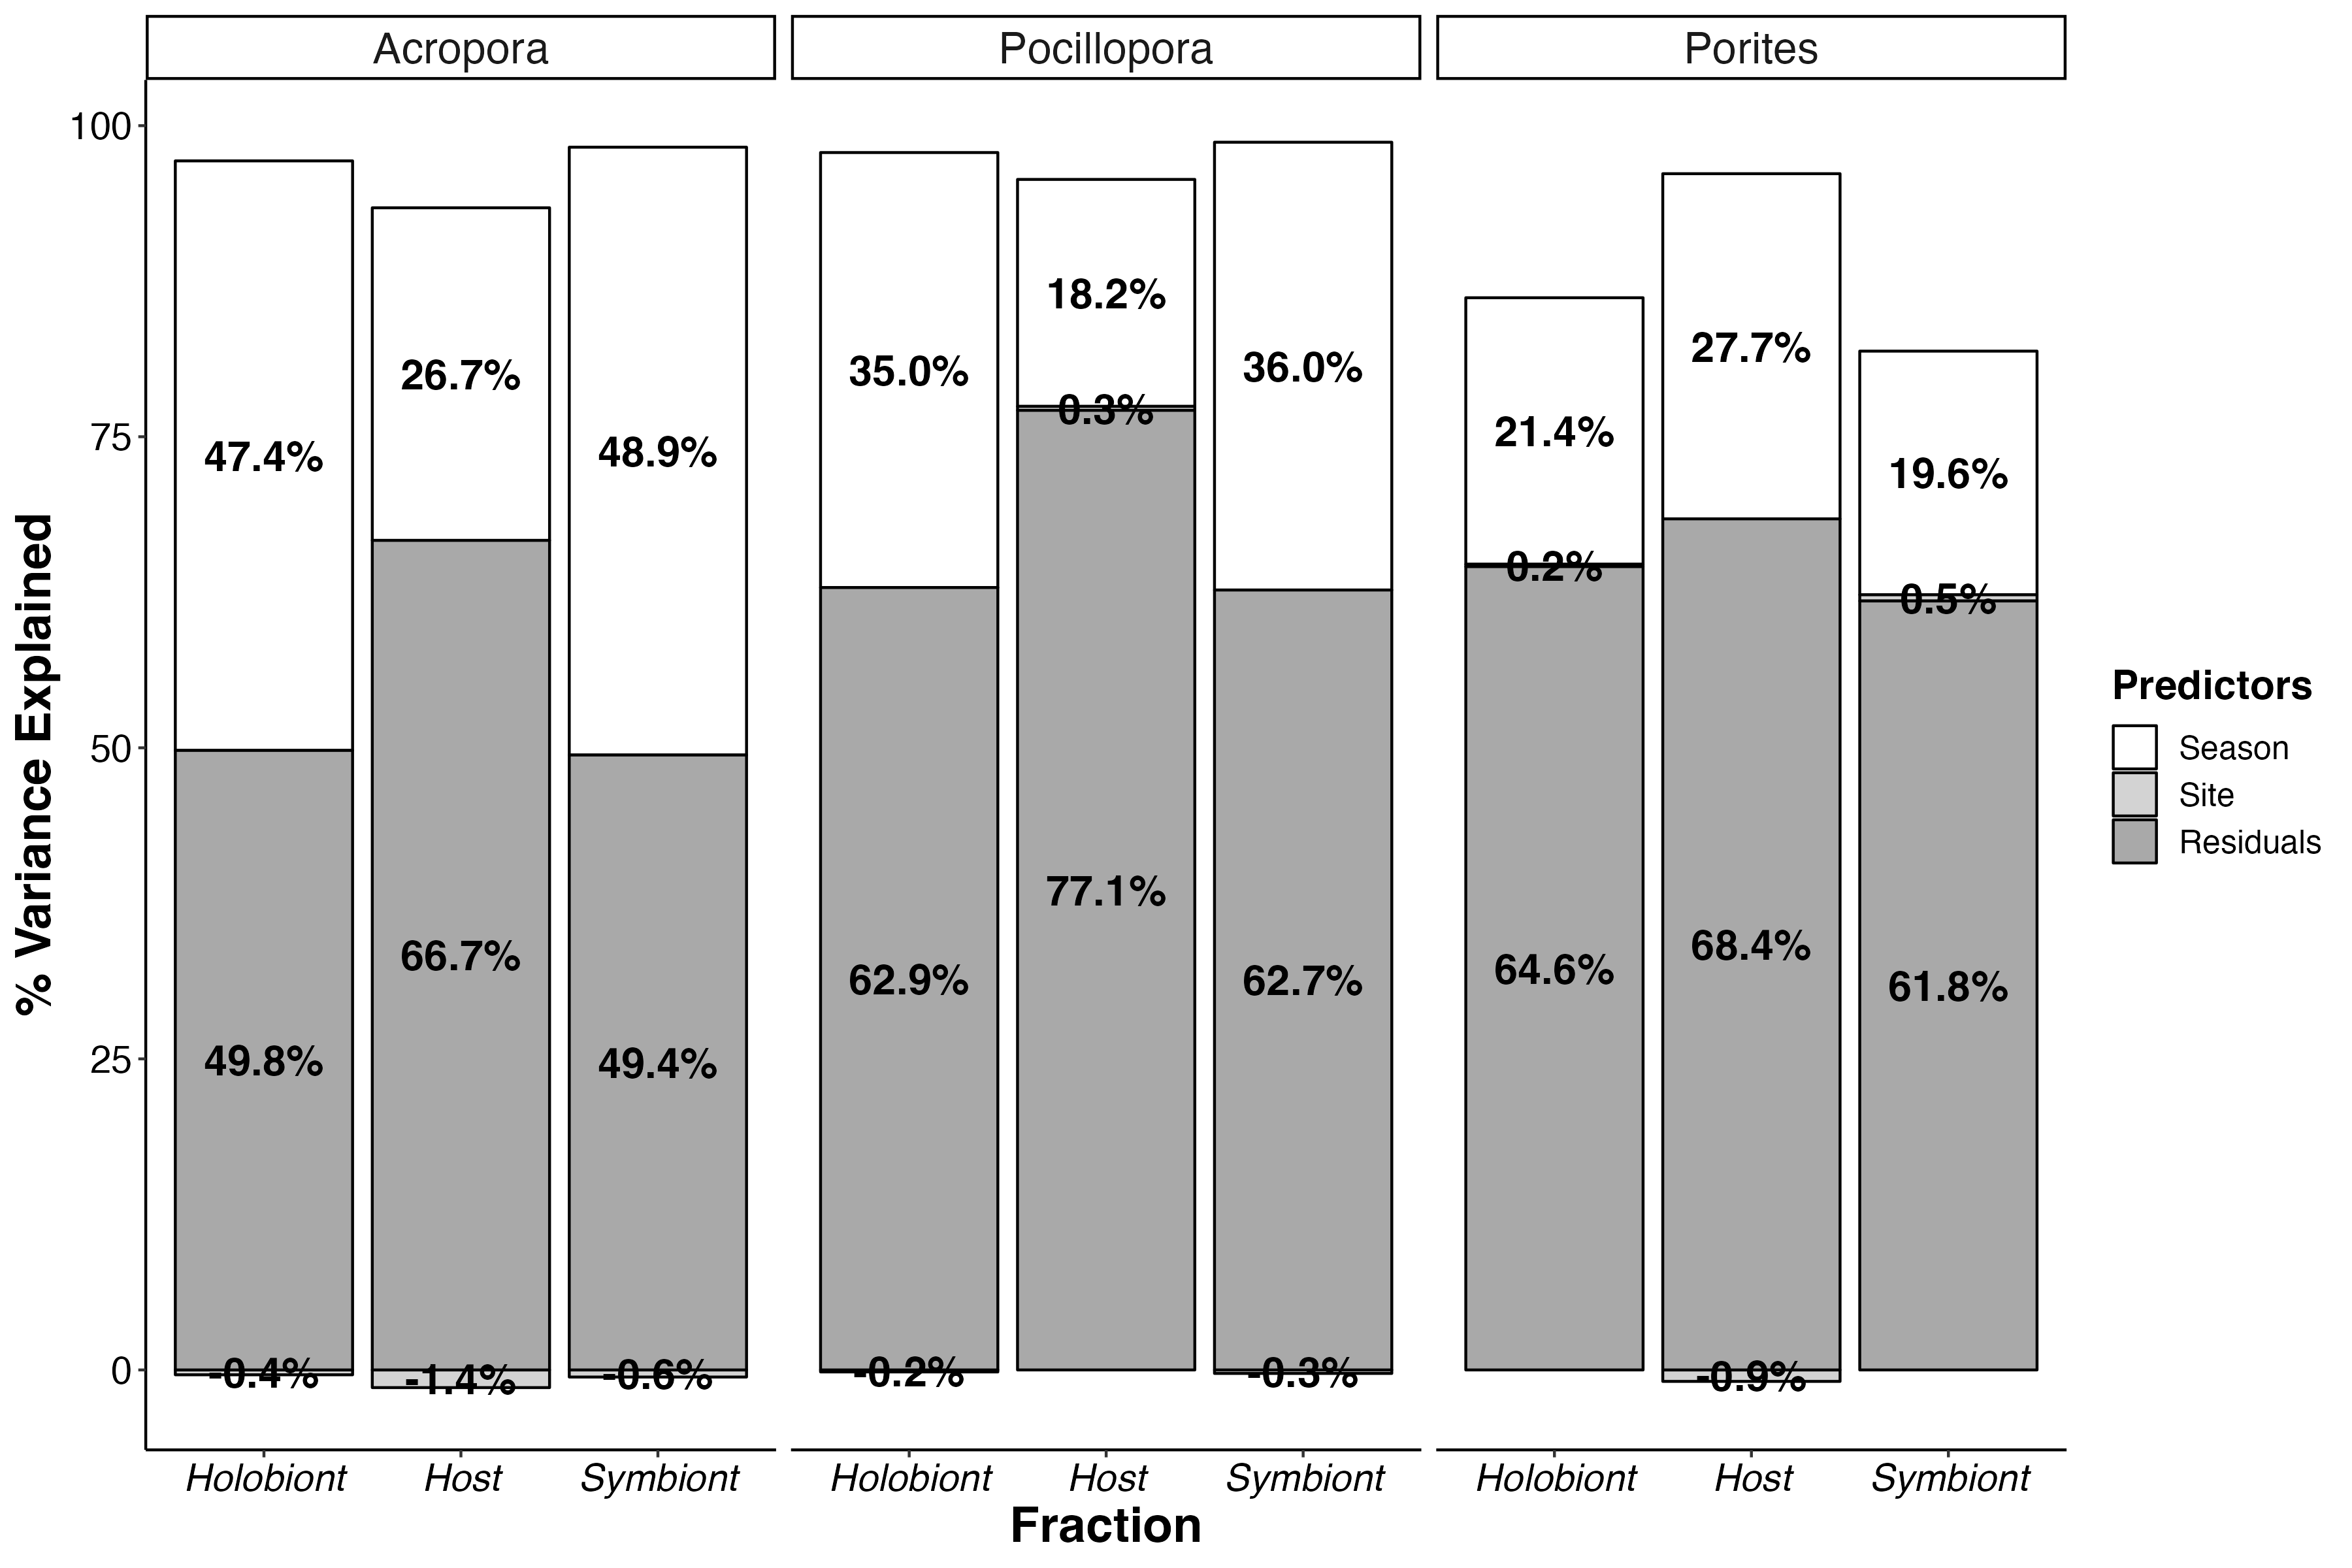 Acropora
Pocillopora
Porites
% Variance Explained
100
75
50
25
0
47.4%
49.8%
-0.4%
26.7%
66.7%
-1.4%
48.9%
49.4%
-0.6%
35.0%
62.9%
-0.2%
18.2%
0.3%
77.1%
36.0%
62.7%
-0.3%
21.4%
0.2%
64.6%
27.7%
68.4%
-0.9%
19.6%
0.5%
61.8%
Holobiont Host Symbiont
Holobiont Host Symbiont
Holobiont Host Symbiont
Fraction
Predictors
Season
Site
Residuals